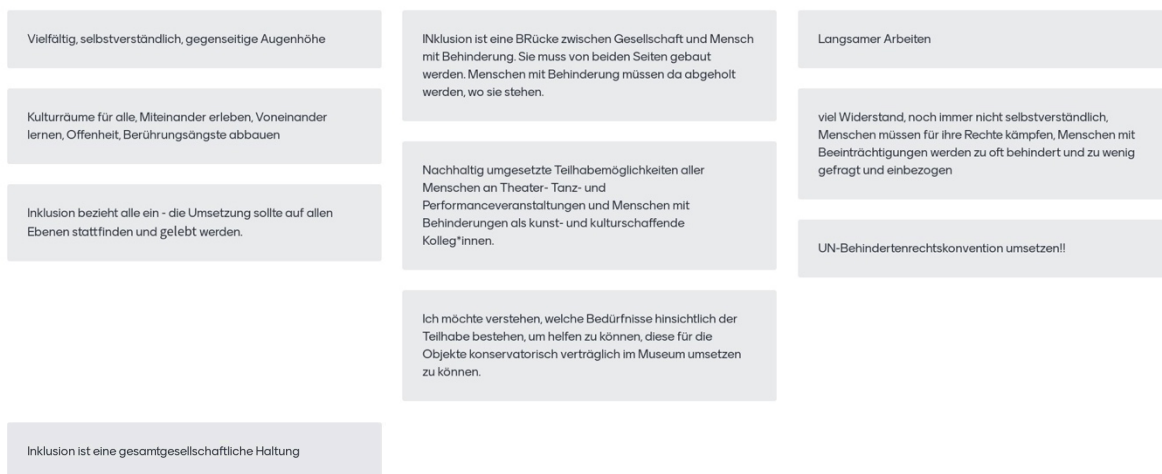 Vielfältig, selbstverständlich, gegenseitige Augenhöhe
Kulturräume für alle, Miteinander erleben, Voneinander
lernen, Offenheit, Berührungsängste abbauen
Inklusion bezieht alle ein - die Umsetzung sollte auf allen
Ebenen stattfinden und gelebt werden.
Inklusion ist eine gesamtgesellschaftliche Haltung
INklusion ist eine BRücke zwischen Gesellschaft und Mensch
mit Behinderung. Sie muss von beiden Seiten gebaut
werden. Menschen mit Behinderung müssen da abgeholt
werden, wo sie stehen.
Nachhaltig umgesetzte Teilhabemöglichkeiten aller
Menschen an Theater- Tanz- und
Performanceveranstaltungen und Menschen mit
Behinderungen als kunst- und kulturschaffende
Kolleg*innen.
Ich möchte verstehen, welche Bedürfnisse hinsichtlich der
Teilhabe bestehen, um helfen zu können, diese für die
Objekte konservatorisch verträglich im Museum umsetzen
zu können.
Langsamer Arbeiten
viel Widerstand, noch immer nicht selbstverständlich,
Menschen müssen für ihre Rechte kämpfen, Menschen mit
Beeinträchtigungen werden zu oft behindert und zu wenig
gefragt und einbezogen
UN-Behindertenrechtskonvention umsetzen!!